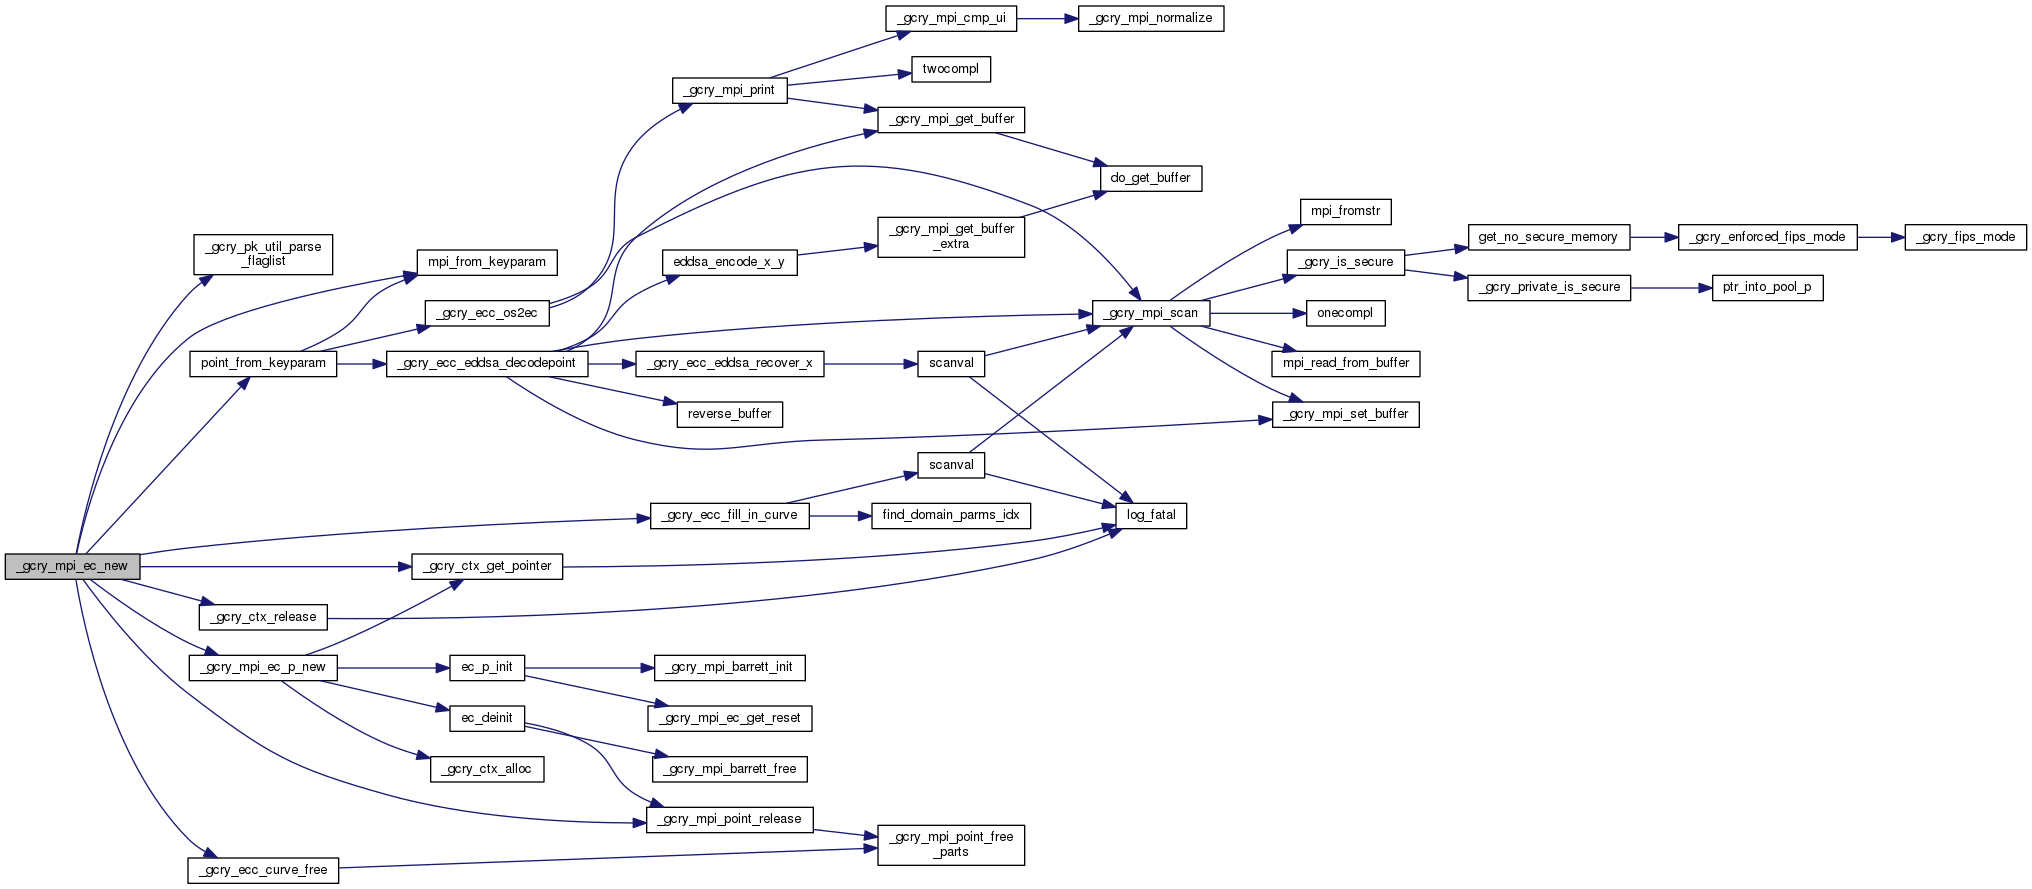 _gcry_mpi_cmp_ui
_gcry_mpi_normalize
twocompl
_gcry_mpi_print
_gcry_mpi_get_buffer
do_get_buffer
mpi_fromstr
_gcry_mpi_get_buffer
_extra
get_no_secure_memory
_gcry_enforced_fips_mode
_gcry_fips_mode
_gcry_pk_util_parse
_flaglist
mpi_from_keyparam
eddsa_encode_x_y
_gcry_is_secure
_gcry_private_is_secure
ptr_into_pool_p
_gcry_ecc_os2ec
_gcry_mpi_scan
onecompl
point_from_keyparam
_gcry_ecc_eddsa_decodepoint
_gcry_ecc_eddsa_recover_x
scanval
mpi_read_from_buffer
reverse_buffer
_gcry_mpi_set_buffer
scanval
_gcry_ecc_fill_in_curve
find_domain_parms_idx
log_fatal
_gcry_mpi_ec_new
_gcry_ctx_get_pointer
_gcry_ctx_release
_gcry_mpi_ec_p_new
ec_p_init
_gcry_mpi_barrett_init
ec_deinit
_gcry_mpi_ec_get_reset
_gcry_ctx_alloc
_gcry_mpi_barrett_free
_gcry_mpi_point_release
_gcry_mpi_point_free
_parts
_gcry_ecc_curve_free